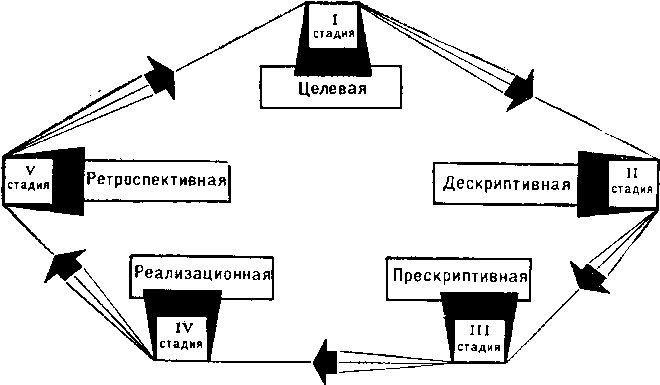 I
стадия
Целевая
V
стадия
Ретроспективная
Дескриптивная
II
стадия
Реализационная
Прескриптивная
IV
стадия
III
стадия